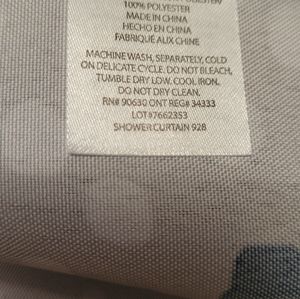 100% POLYESTER
MADE IN CHINA
HECHO EN CHINA
FABRIQUÉ AUX CHINE
MACHINE WASH, SEPARATELY, COLD
ON DELICATE CYCLE. DO NOT BLEACH,
TUMBLE DRY LOW. COOL IRON.
DO NOT DRY CLEAN.
RN# 90630 ONT REG# 34333
LOT#7662353
SHOWER CURTAIN 928